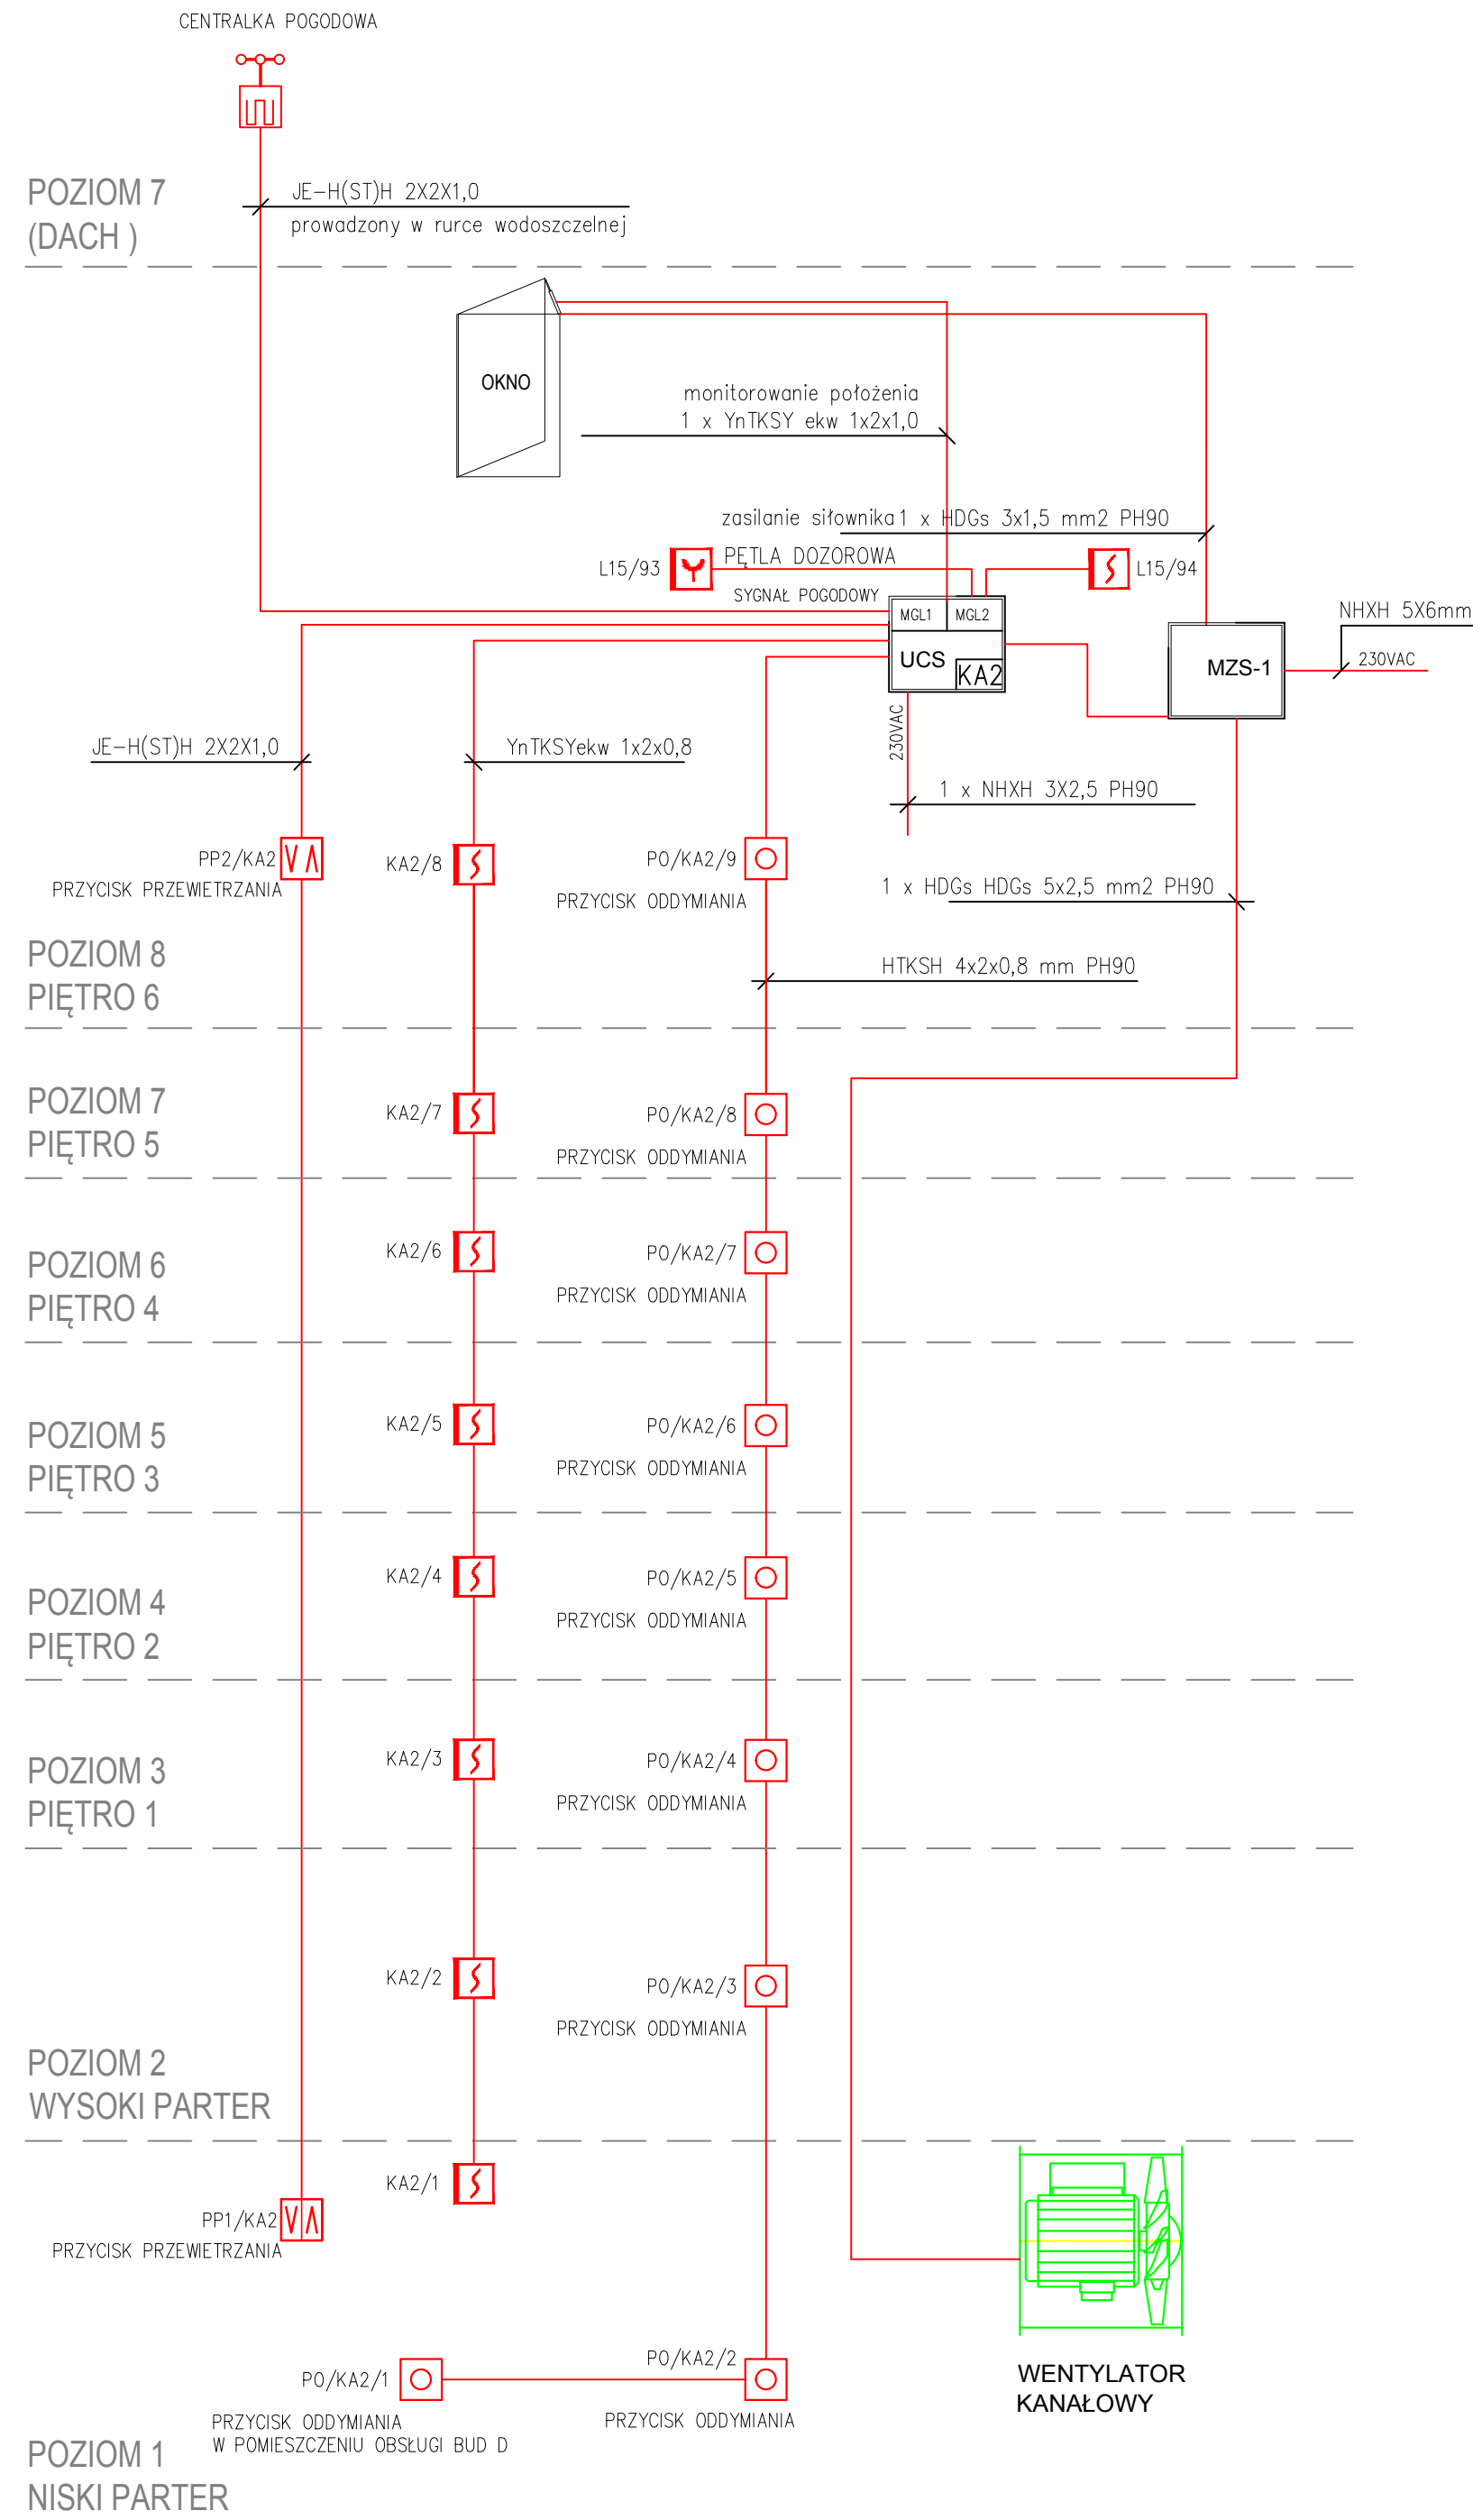 CENTRALKA POGODOWA
POZIOM 7
(DACH )
JE-H(ST)H 2X2X1,0
prowadzony w rurce wodoszczelnej
OKNO
monitorowanie położenia
1 x YnTKSY ekw 1x2x1,0
zasilanie siłownika 1 x HDGs 3x1,5 mm2 PH90
L15/93
PĘTLA DOZOROWA
L15/94
SYGNAŁ POGODOWY
MGL1
MGL2
UCS
KA2
MZS-1
NHXH 5X6mm
230VAC
230VAC
JE-H(ST)H 2X2X1,0
YnTKSYekw 1x2x0,8
1 x NHXH 3X2,5 PH90
PP2/KA2
PRZYCISK PRZEWIETRZANIA
KA2/8
PO/KA2/9
PRZYCISK ODDYMIANIA
1 x HDGs HDGs 5x2,5 mm2 PH90
POZIOM 8
PIĘTRO 6
HTKSH 4x2x0,8 mm PH90
POZIOM 7
PIĘTRO 5
KA2/7
PO/KA2/8
PRZYCISK ODDYMIANIA
POZIOM 6
PIĘTRO 4
KA2/6
PO/KA2/7
PRZYCISK ODDYMIANIA
POZIOM 5
PIĘTRO 3
KA2/5
PO/KA2/6
PRZYCISK ODDYMIANIA
POZIOM 4
PIĘTRO 2
KA2/4
PO/KA2/5
PRZYCISK ODDYMIANIA
POZIOM 3
PIĘTRO 1
KA2/3
PO/KA2/4
PRZYCISK ODDYMIANIA
KA2/2
PO/KA2/3
PRZYCISK ODDYMIANIA
POZIOM 2
WYSOKI PARTER
KA2/1
PP1/KA2
PRZYCISK PRZEWIETRZANIA
PO/KA2/1
PRZYCISK ODDYMIANIA
W POMIESZCZENIU OBSŁUGI BUD D
PO/KA2/2
PRZYCISK ODDYMIANIA
WENTYLATOR
KANAŁOWY
POZIOM 1
NISKI PARTER